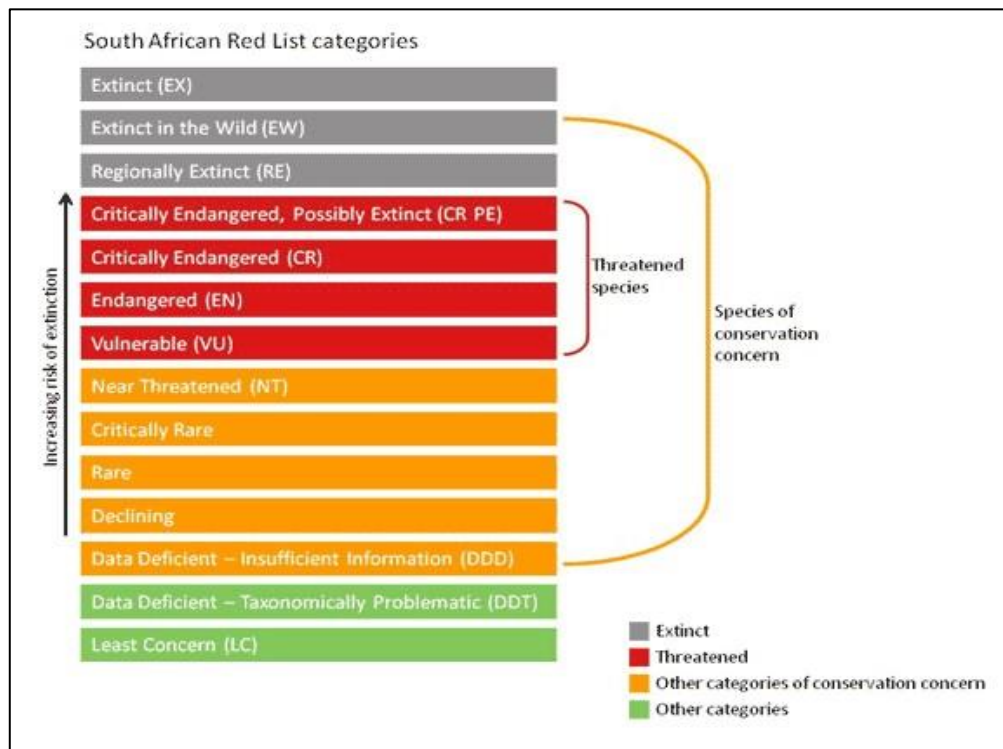 South African Red List categories
Extinct (EX)
Extinct in the Wild (EW)
Regionally Extinct (RE)
Critically Endangered, Possibly Extinct (CR PE)
Critically Endangered (CR)
Endangered (EN)
Vulnerable (VU)
Near Threatened (NT)
Critically Rare
Rare
Declining
Data Deficient – Insufficient Information (DDD)
Data Deficient – Taxonomically Problematic (DDT)
Least Concern (LC)
Increasing risk of extinction
Threatened
species
Species of
conservation
concern
Extinct
Threatened
Other categories of conservation concern
Other categories